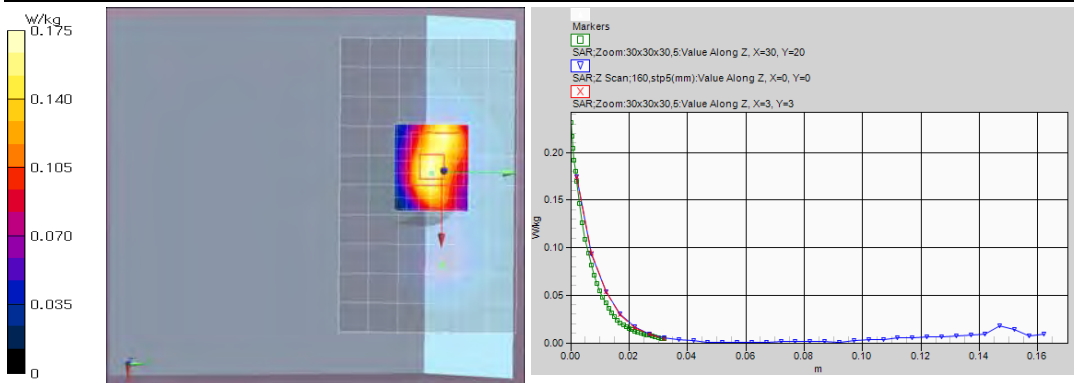 W/kg
0.175
0.140
0.105
0.070
0.035
0
Markers
SAR;Zoom:30x30x30,5:Value Along Z, X=30, Y=20
SAR;Z Scan;160,stp5(mm):Value Along Z, X=0, Y=0
SAR;Zoom:30x30x30,5:Value Along Z, X=3, Y=3
W/kg
0.20
0.15
0.10
0.05
0.00
0.00 0.02 0.04 0.06 0.08 0.10 0.12 0.14 0.16
m